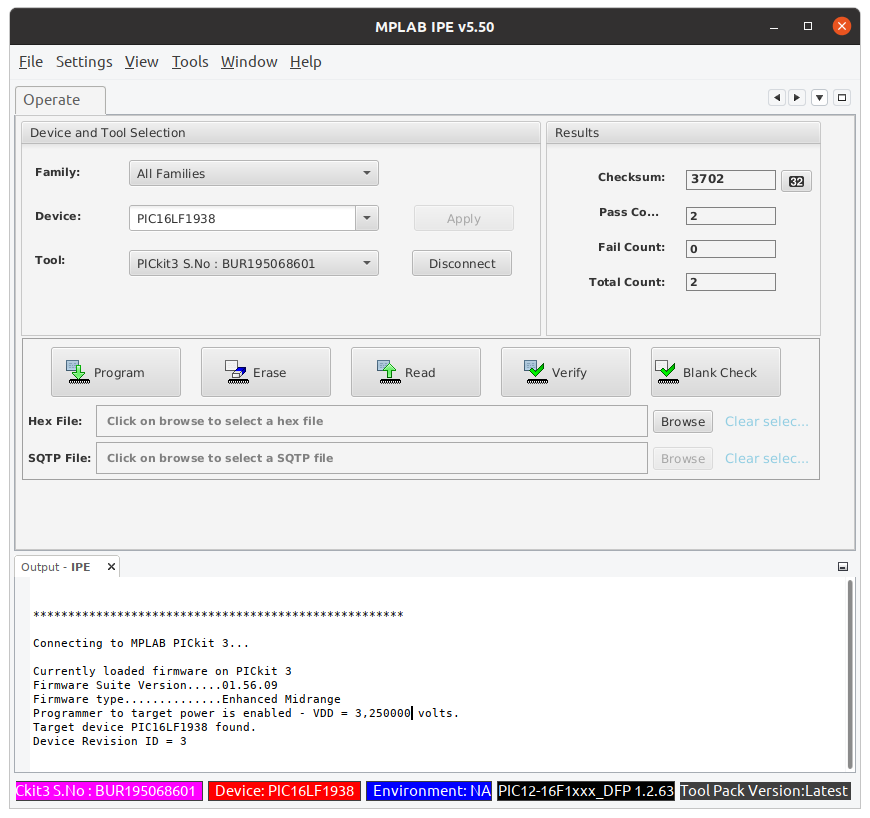 MPLAB IPE v5.50
File Settings View Tools Window Help
Operate
Device and Tool Selection
Family: All Families
Device: PIC16LF1938 Apply
Tool: PICkit3 S.No : BUR195068601 Disconnect
Results
Checksum: 3702 32
Pass Co... 2
Fail Count: 0
Total Count: 2
Program Erase Read Verify Blank Check
Hex File: Click on browse to select a hex file Browse Clear selec...
SQTP File: Click on browse to select a SQTP file Browse Clear selec...
Output - IPE
*****************************************************
Connecting to MPLAB PICkit 3...
Currently loaded firmware on PICkit 3
Firmware Suite Version.....01.56.09
Firmware type..............Enhanced Midrange
Programmer to target power is enabled - VDD = 3,250000 volts.
Target device PIC16LF1938 found.
Device Revision ID = 3
Ckit3 S.No : BUR195068601 Device: PIC16LF1938 Environment: NA PIC12-16F1xxx_DFP 1.2.63 Tool Pack Version:Latest